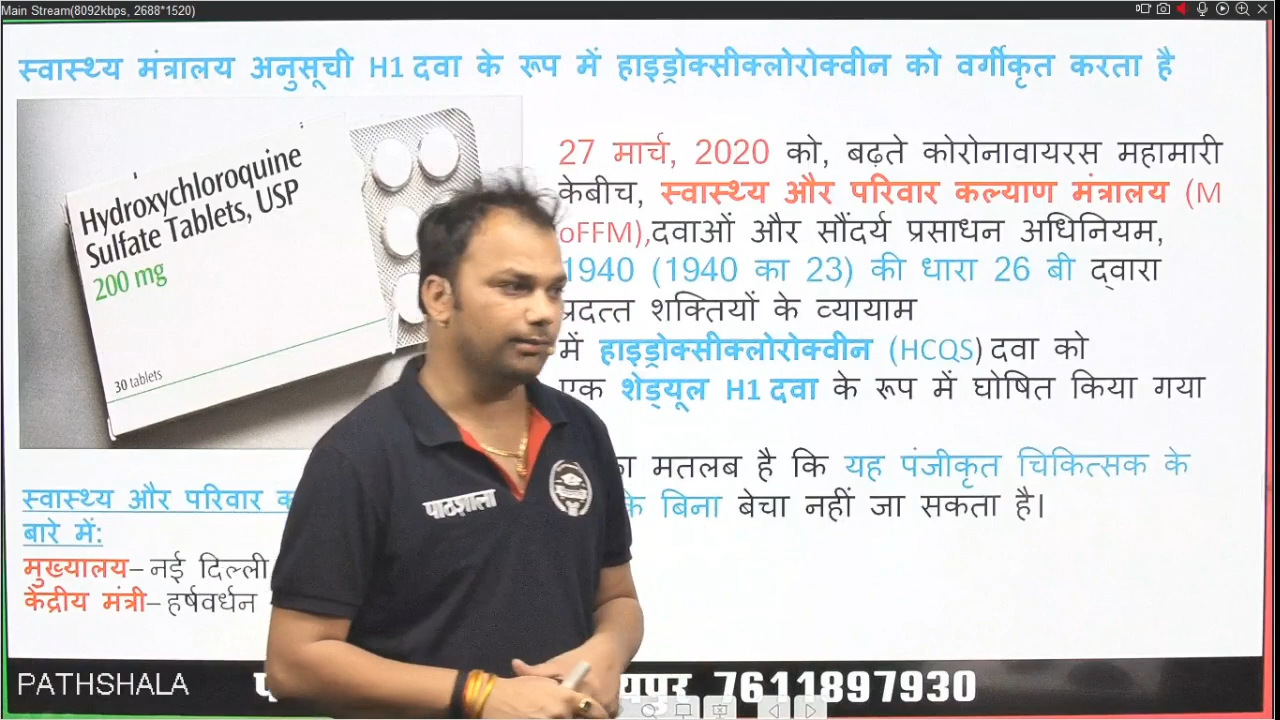 Main Stream(8092kbps, 2688*1520)
स्वास्थ्य मंत्रालय अनुसूची H1 दवा के रूप में हाइड्रोक्सीक्लोरोक्वीन को वर्गीकृत करता है
Hydroxychloroquine
Sulfate Tablets, USP
200 mg
30 tablets
27 मार्च, 2020 को, बढ़ते कोरोनावायरस महामारी
केबीच, स्वास्थ्य और परिवार कल्याण मंत्रालय (M
oFFM),दवाओं और सौंदर्य प्रसाधन अधिनियम,
1940 (1940 का 23) की धारा 26 बी द्वारा
प्रदत्त शक्तियों के व्यायाम
में हाइड्रोक्सीक्लोरोक्वीन (HCQS) दवा को
एक शेड्यूल H1 दवा के रूप में घोषित किया गया
मतलब है कि यह पंजीकृत चिकित्सक के
के बिना बेचा नहीं जा सकता है।
स्वास्थ्य और परिवार
बारे में:
मुख्यालय– नई दिल्ली
केंद्रीय मंत्री– हर्षवर्धन
पाठशाला
PATHSHALA
7611897930